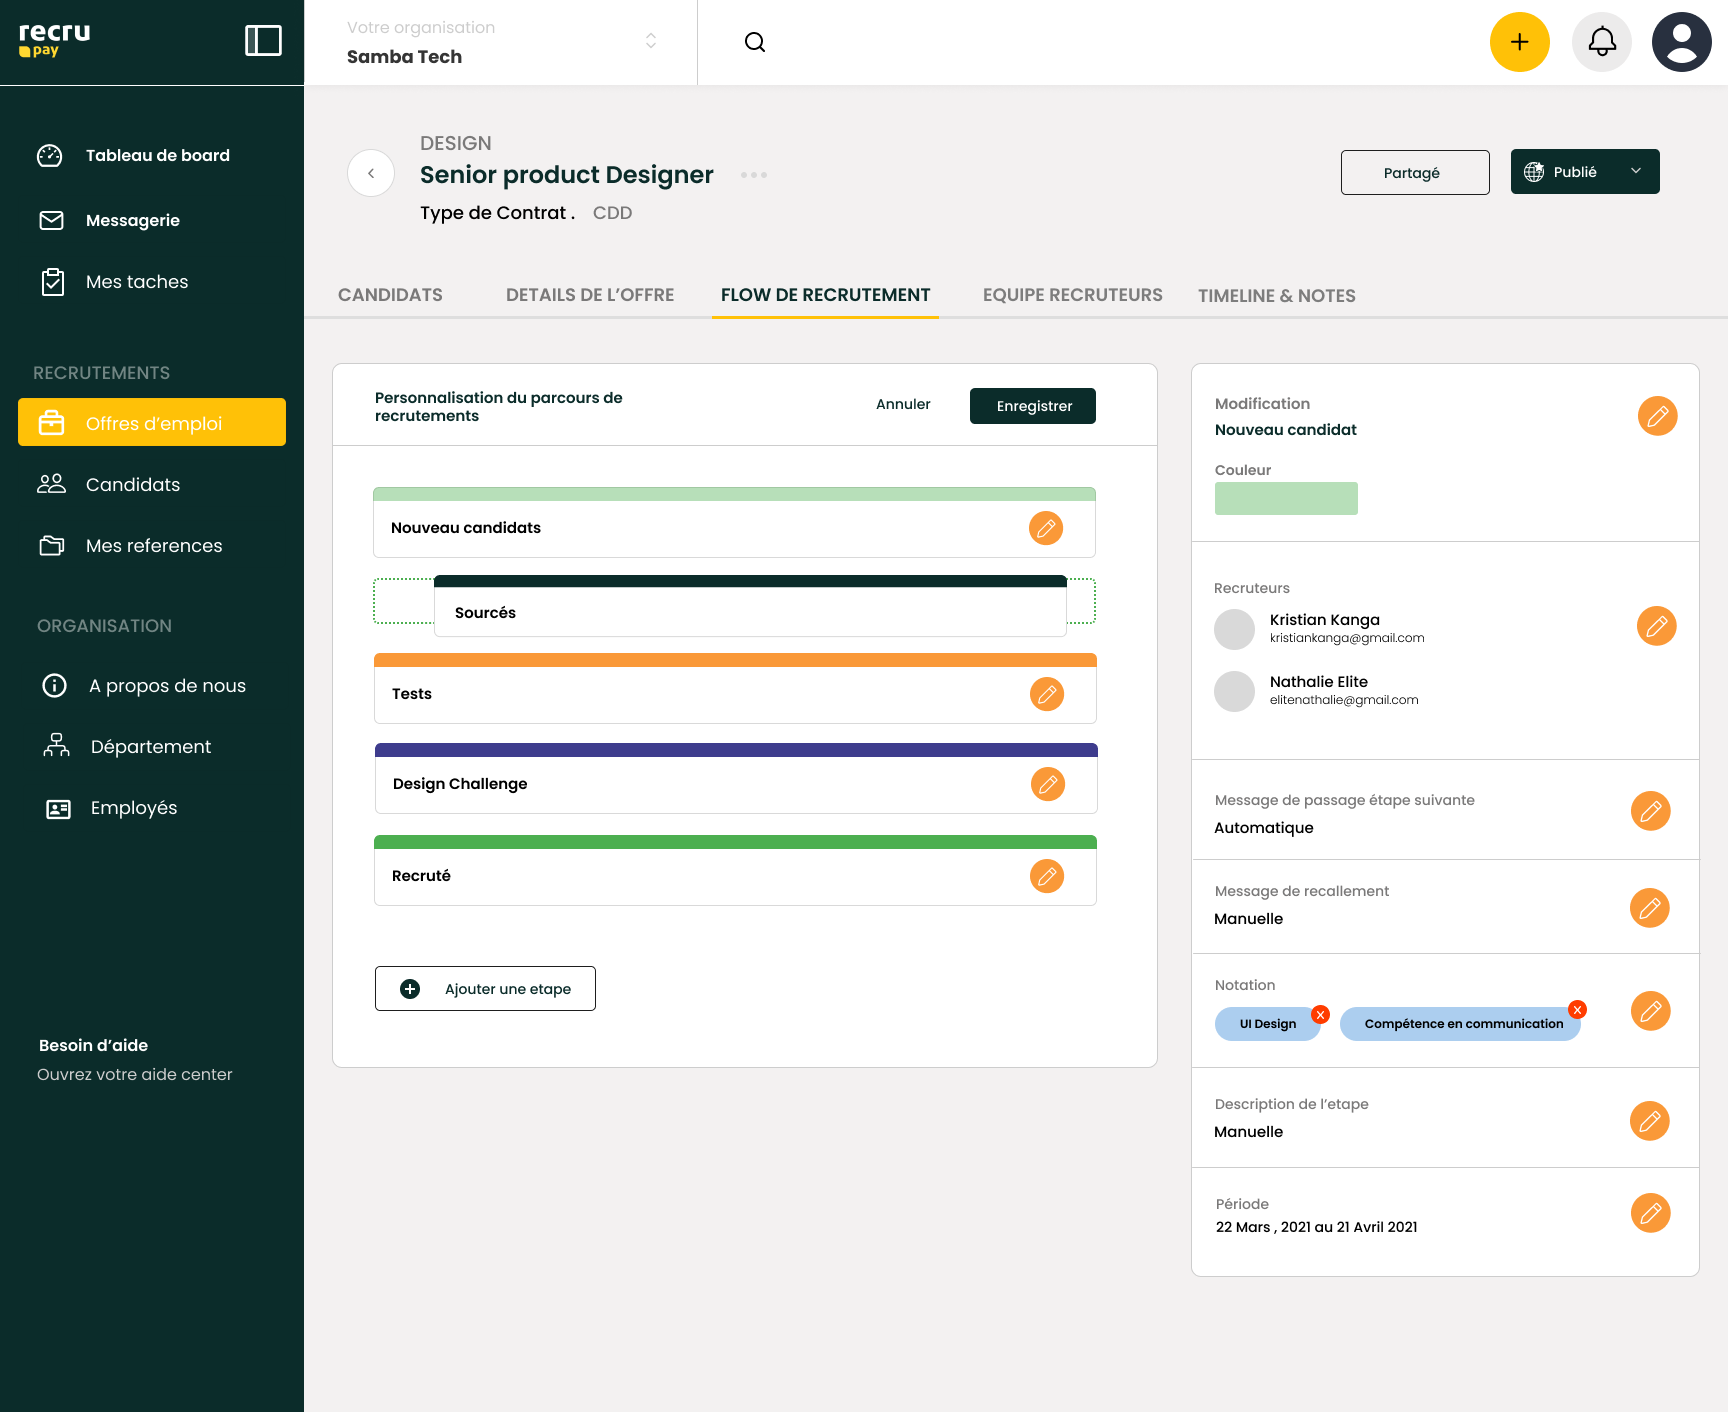 recru
pay
Votre organisation
Samba Tech
Tableau de board
Messagerie
Mes taches
RECRUTEMENTS
Offres d’emploi
Candidats
Mes references
ORGANISATION
A propos de nous
Département
Employés
Besoin d’aide
Ouvrez votre aide center
DESIGN
Senior product Designer
Type de Contrat . CDD
Partagé
Publié
CANDIDATS
DETAILS DE L’OFFRE
FLOW DE RECRUTEMENT
EQUIPE RECRUTEURS
TIMELINE & NOTES
Personnalisation du parcours de
recrutements
Annuler
Enregistrer
Nouveau candidats
Sourcés
Tests
Design Challenge
Recruté
Ajouter une etape
Modification
Nouveau candidat
Couleur
Recruteurs
Kristian Kanga
kristiankanga@gmail.com
Nathalie Elite
elitenathalie@gmail.com
Message de passage étape suivante
Automatique
Message de recallement
Manuelle
Notation
UI Design
Compétence en communication
Description de l’etape
Manuelle
Période
22 Mars , 2021 au 21 Avril 2021